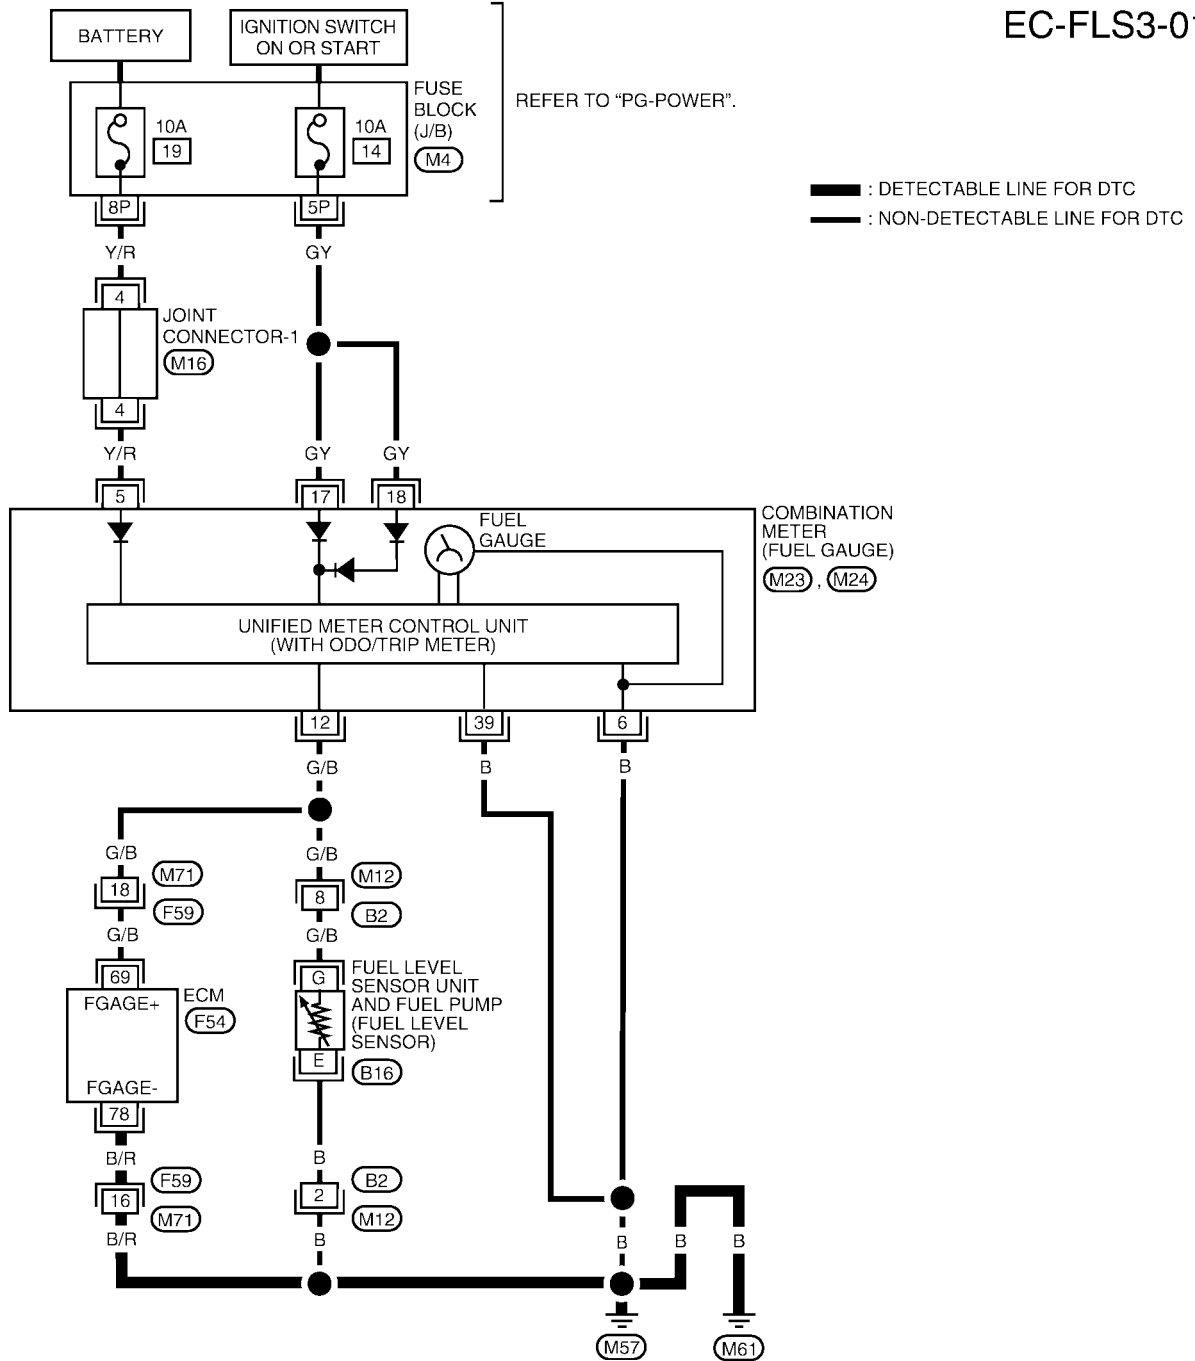 EC-FLS3-01
BATTERY
IGNITION SWITCH
ON OR START
FUSE
BLOCK
(J/B)
M4
REFER TO “PG-POWER”.
10A
19
10A
14
: DETECTABLE LINE FOR DTC
: NON-DETECTABLE LINE FOR DTC
8P
5P
Y/R
GY
4
JOINT
CONNECTOR-1
M16
4
Y/R
GY
GY
5
17
18
FUEL
GAUGE
COMBINATION
METER
(FUEL GAUGE)
M23 , M24
UNIFIED METER CONTROL UNIT
(WITH ODO/TRIP METER)
12
39
6
G/B
B
B
G/B
G/B
18
M71
F59
8
M12
B2
G/B
G/B
69
FGAGE+
ECM
F54
FGAGE-
78
G
FUEL LEVEL
SENSOR UNIT
AND FUEL PUMP
(FUEL LEVEL
SENSOR)
E
B16
B/R
B
F59
16
M71
B2
2
M12
B/R
B
B
B
B
M57
M61